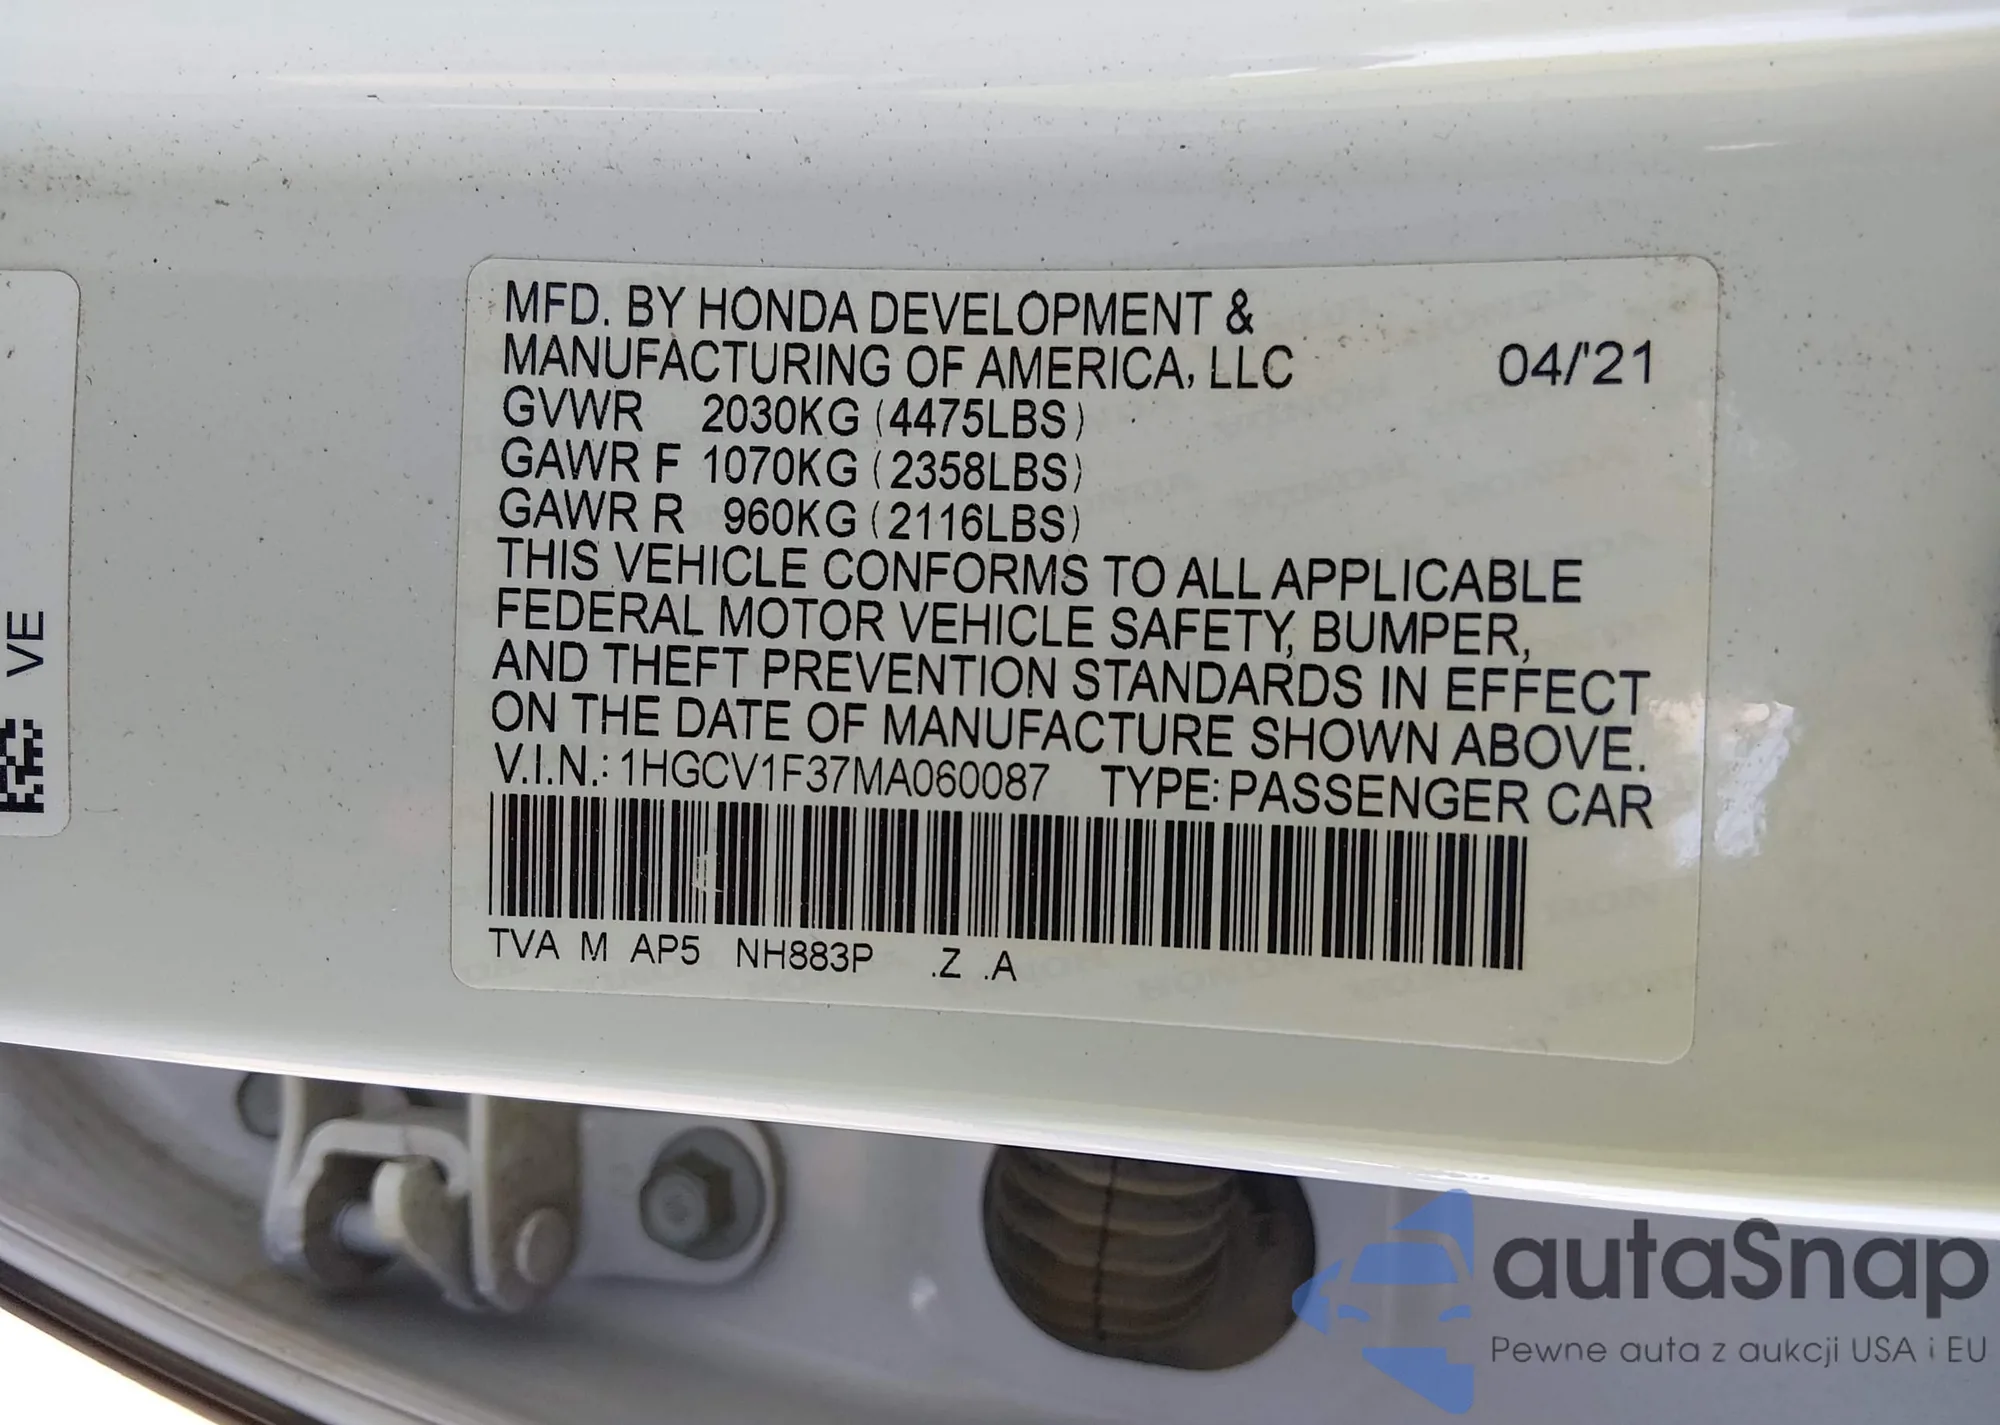 MFD. BY HONDA DEVELOPMENT &
MANUFACTURING OF AMERICA, LLC 04/'21
GVWR 2030KG (4475LBS)
GAWR F 1070KG (2358LBS)
GAWR R 960KG (2116LBS)
THIS VEHICLE CONFORMS TO ALL APPLICABLE
FEDERAL MOTOR VEHICLE SAFETY, BUMPER,
AND THEFT PREVENTION STANDARDS IN EFFECT
ON THE DATE OF MANUFACTURE SHOWN ABOVE.
V.I.N.: 1HGCV1F37MA060087 TYPE: PASSENGER CAR
TVA M AP5 NH883P .Z .A
VE
autaSnap
Pewne auta z aukcji USA i EU